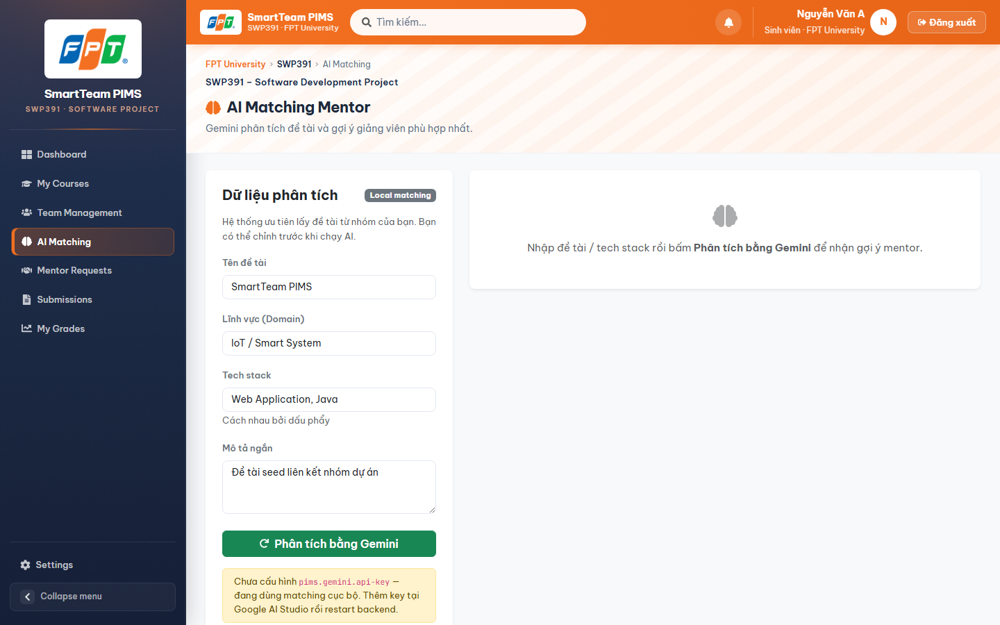 FPT
SmartTeam PIMS
SWP391 · SOFTWARE PROJECT
Dashboard
My Courses
Team Management
AI Matching
Mentor Requests
Submissions
My Grades
Settings
Collapse menu
FPT
SmartTeam PIMS
SWP391 · FPT University
Tìm kiếm...
Nguyễn Văn A
Sinh viên · FPT University
N
Đăng xuất
FPT University › SWP391 › AI Matching
SWP391 – Software Development Project
AI Matching Mentor
Gemini phân tích đề tài và gợi ý giảng viên phù hợp nhất.
Dữ liệu phân tích
Local matching
Hệ thống ưu tiên lấy đề tài từ nhóm của bạn. Bạn
có thể chỉnh trước khi chạy AI.
Tên đề tài
SmartTeam PIMS
Lĩnh vực (Domain)
IoT / Smart System
Tech stack
Web Application, Java
Cách nhau bởi dấu phẩy
Mô tả ngắn
Đề tài seed liên kết nhóm dự án
Phân tích bằng Gemini
Chưa cấu hình pims.gemini.api-key —
đang dùng matching cục bộ. Thêm key tại
Google AI Studio rồi restart backend.
Nhập đề tài / tech stack rồi bấm Phân tích bằng Gemini để nhận gợi ý mentor.